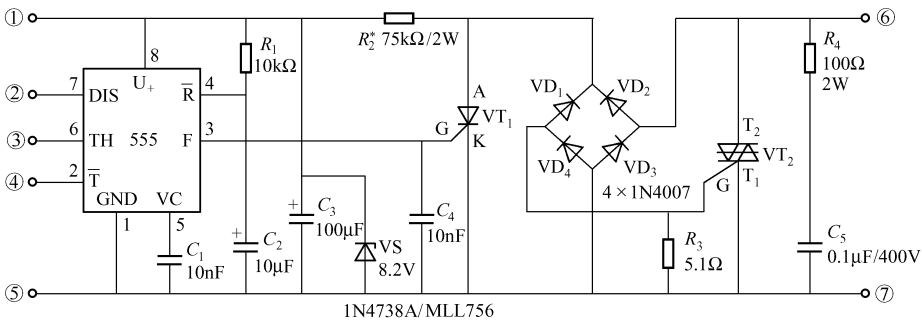 ①
⑥
R₂* 75kΩ/2W
R₁
10kΩ
8
U₊
R₄
100Ω
2W
②
7
DIS
R̄
4
VD₁
VD₂
A
VT₁
G
K
③
6
TH
555
F
3
T₂
VT₂
T₁
G
④
2
T̄
VD₄
VD₃
4×1N4007
GND
VC
1
5
C₁
10nF
+
C₂
10μF
+
C₃
100μF
VS
8.2V
C₄
10nF
R₃
5.1Ω
C₅
0.1μF/400V
⑤
⑦
1N4738A/MLL756